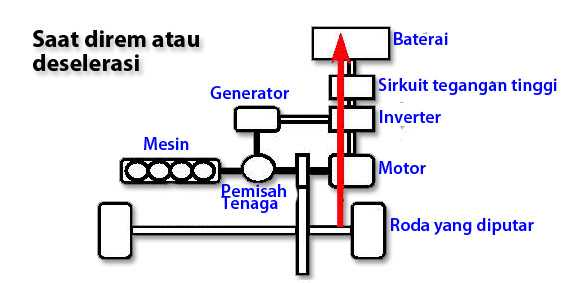 Saat direm atau
deselerasi
Baterai
Sirkuit tegangan tinggi
Generator
Inverter
Mesin
Motor
Pemisah
Tenaga
Roda yang diputar